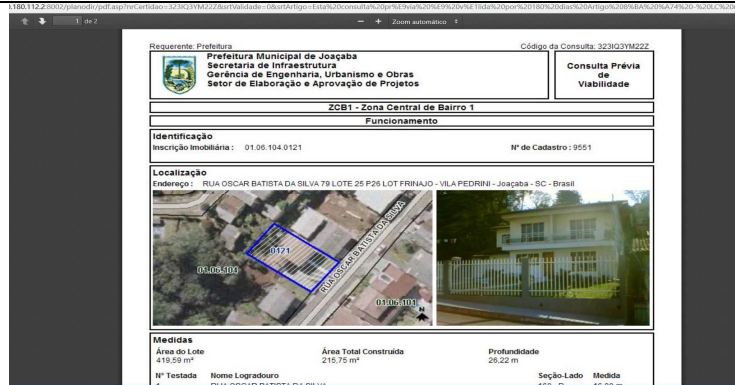 1 de 2
Zoom automático
Requerente: Prefeitura
Código da Consulta: 323IQ3YM22Z
Prefeitura Municipal de Joaçaba
Secretaria de Infraestrutura
Gerência de Engenharia, Urbanismo e Obras
Setor de Elaboração e Aprovação de Projetos
Consulta Prévia
de
Viabilidade
ZCB1 - Zona Central de Bairro 1
Funcionamento
Identificação
Inscrição Imobiliária : 01.06.104.0121
Nº de Cadastro : 9551
Localização
Endereço : RUA OSCAR BATISTA DA SILVA 79 LOTE 25 P26 LOT FRINAJO - VILA PEDRINI - Joaçaba - SC - Brasil
0121
01.06.104
RUA OSCAR BATISTA DA SILVA
01.06.101
N
Medidas
Área do Lote
Área Total Construída
Profundidade
419,59 m²
215,75 m²
26,22 m
Nº Testada
Nome Logradouro
Seção-Lado
Medida